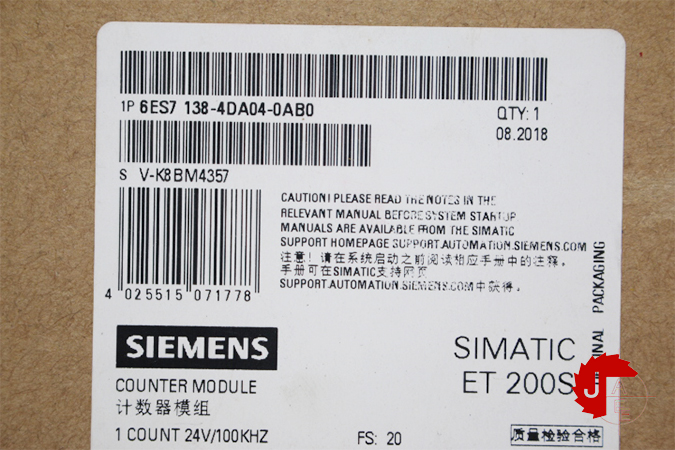 1P 6ES7 138-4DA04-0AB0
QTY: 1
08.2018
S V-K8BM4357
CAUTION! PLEASE READ THE NOTES IN THE
RELEVANT MANUAL BEFORE SYSTEM STARTUP
MANUALS ARE AVAILABLE FROM THE SIMATIC
SUPPORT HOMEPAGE SUPPORT.AUTOMATION.SIEMENS.COM
注意！请在系统启动之前阅读相应手册中的注释。
手册可在SIMATIC支持网页
SUPPORT.AUTOMATION.SIEMENS.COM中获得。
4 025515 071778
PACKAGING
SIEMENS
SIMATIC
ET 200S
COUNTER MODULE
计数器模组
1 COUNT 24V/100KHZ
FS: 20
质量检验合格
J